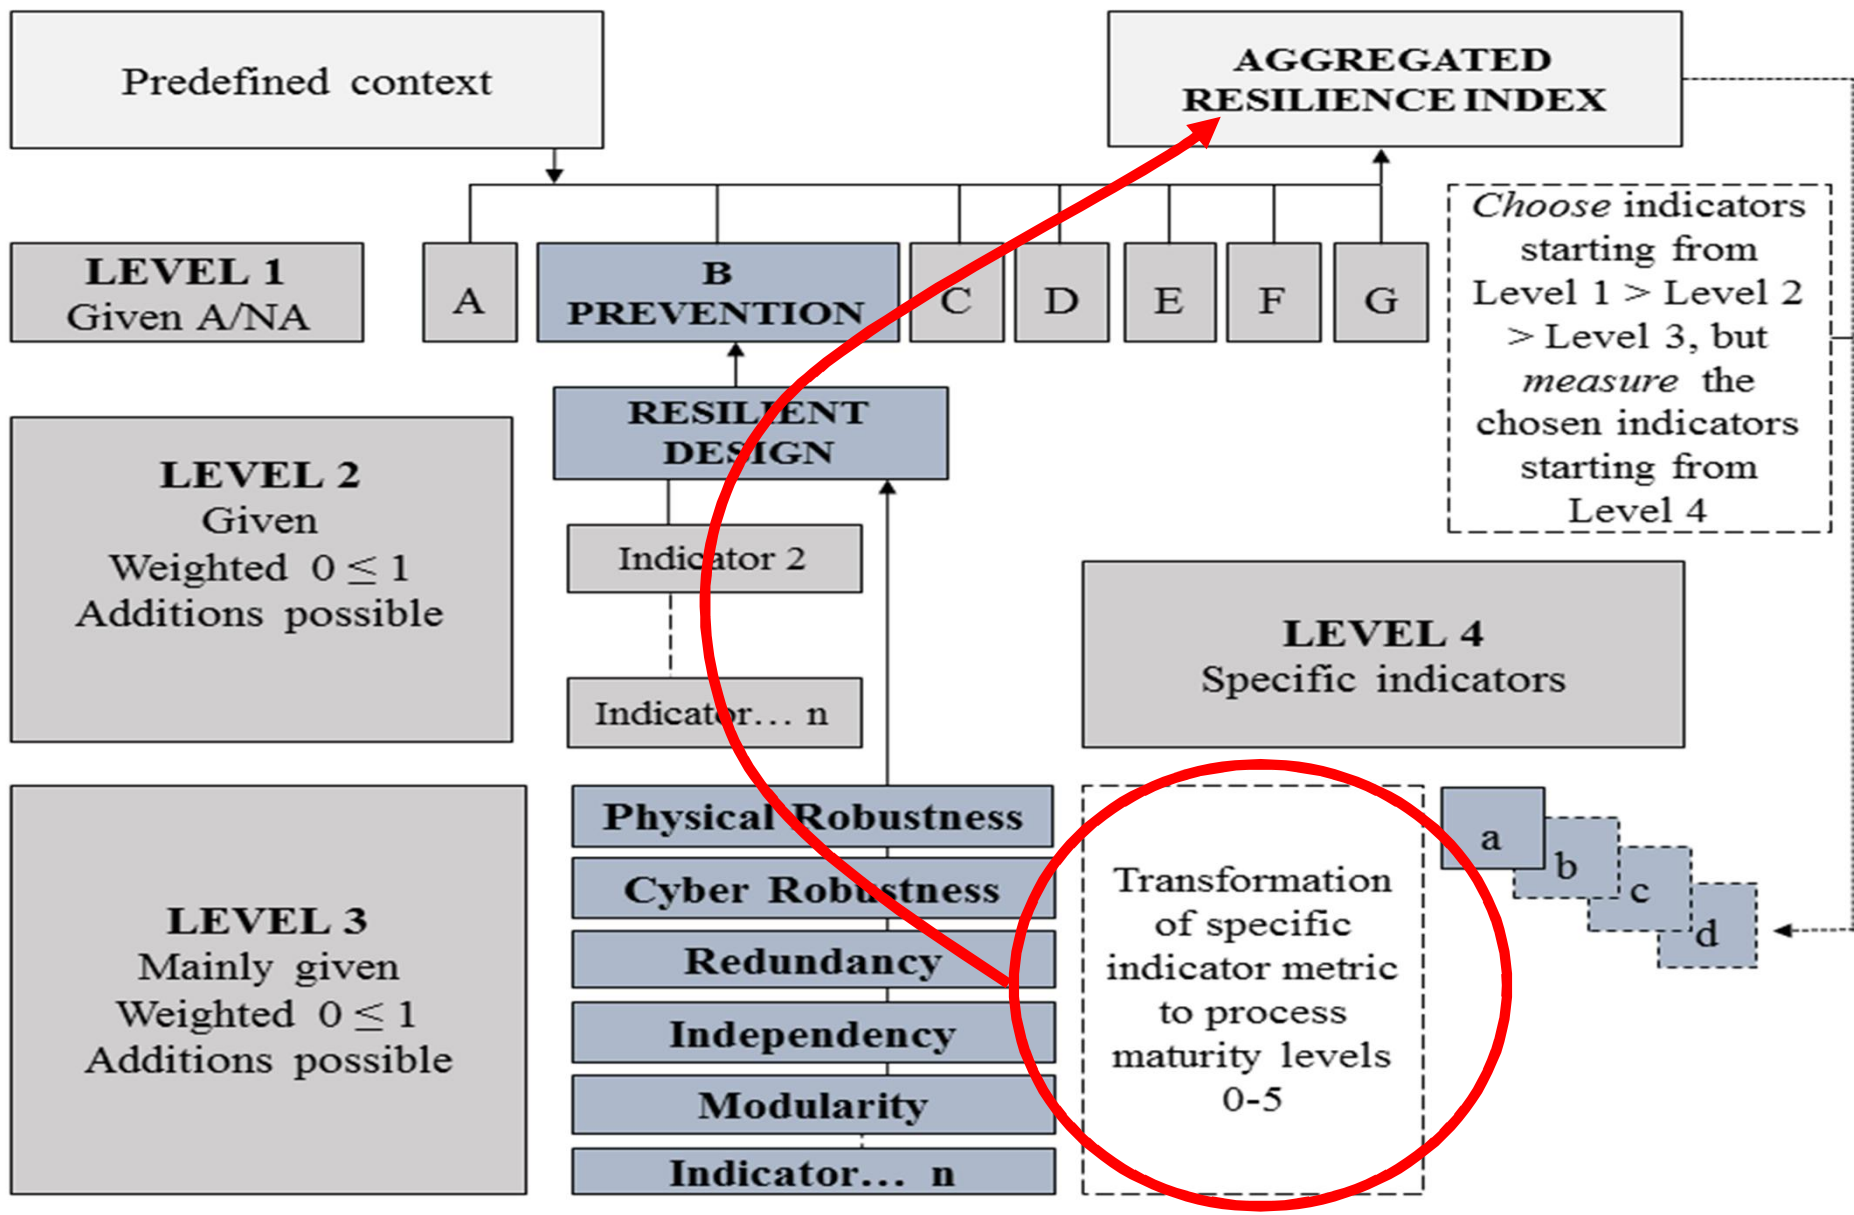 Predefined context
AGGREGATED
RESILIENCE INDEX
LEVEL 1
Given A/NA
A
B
PREVENTION
C
D
E
F
G
Choose indicators
starting from
Level 1 > Level 2
> Level 3, but
measure the
chosen indicators
starting from
Level 4
RESILIENT
DESIGN
LEVEL 2
Given
Weighted 0 ≤ 1
Additions possible
Indicator 2
Indicator... n
LEVEL 4
Specific indicators
LEVEL 3
Mainly given
Weighted 0 ≤ 1
Additions possible
Physical Robustness
Cyber Robustness
Redundancy
Independency
Modularity
Indicator... n
Transformation
of specific
indicator metric
to process
maturity levels
0-5
a
b
c
d